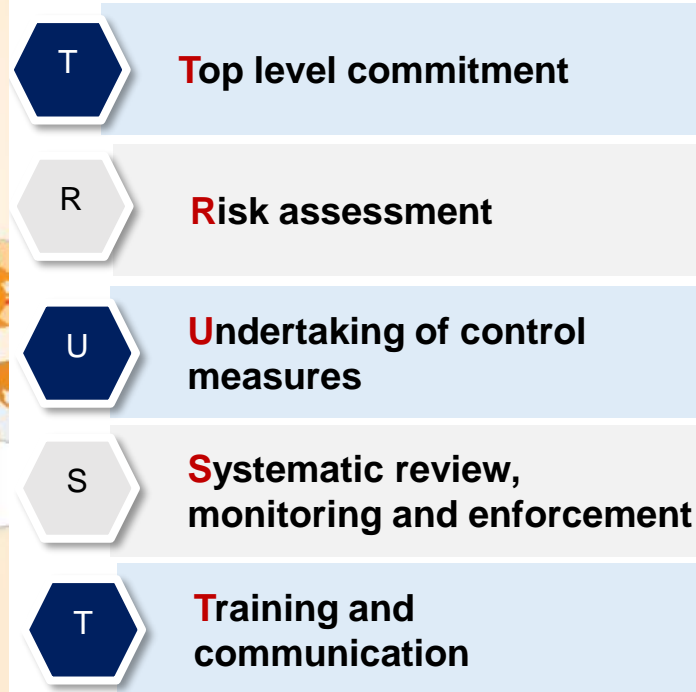 T
Top level commitment
R
Risk assessment
U
Undertaking of control
measures
S
Systematic review,
monitoring and enforcement
T
Training and
communication